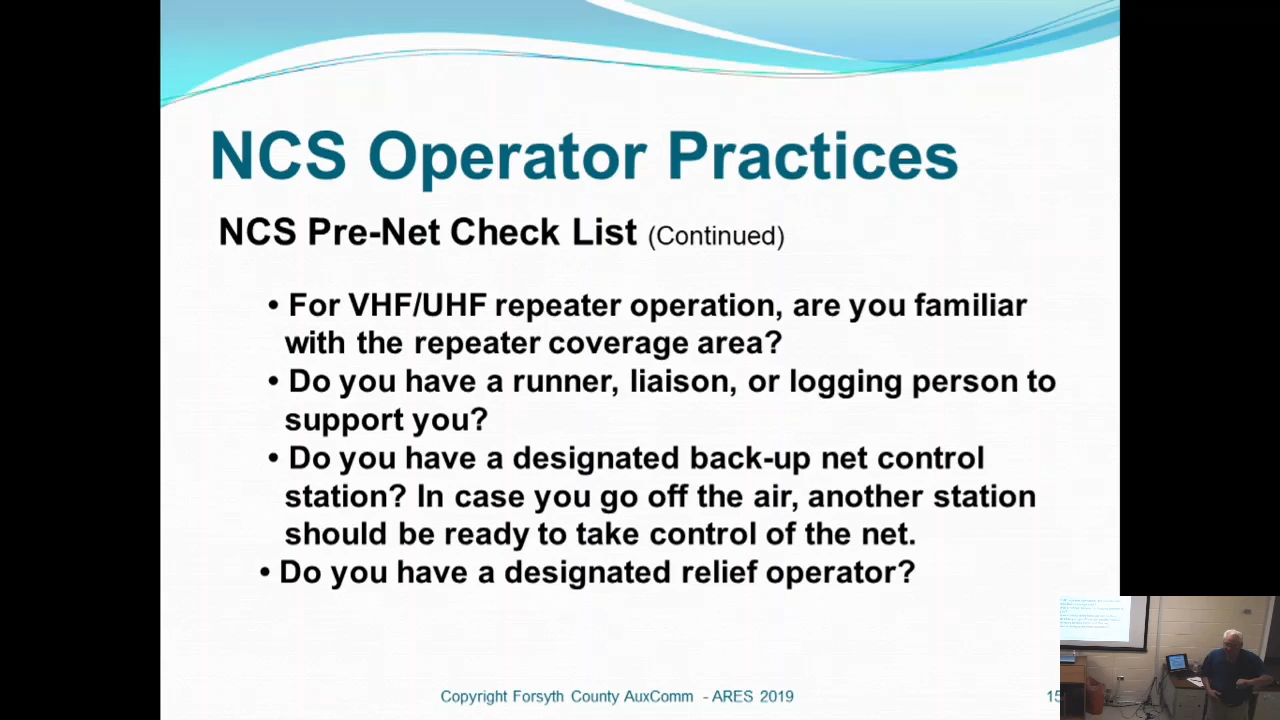 NCS Operator Practices
NCS Pre-Net Check List (Continued)
• For VHF/UHF repeater operation, are you familiar
with the repeater coverage area?
• Do you have a runner, liaison, or logging person to
support you?
• Do you have a designated back-up net control
station? In case you go off the air, another station
should be ready to take control of the net.
• Do you have a designated relief operator?
Copyright Forsyth County AuxComm - ARES 2019
15